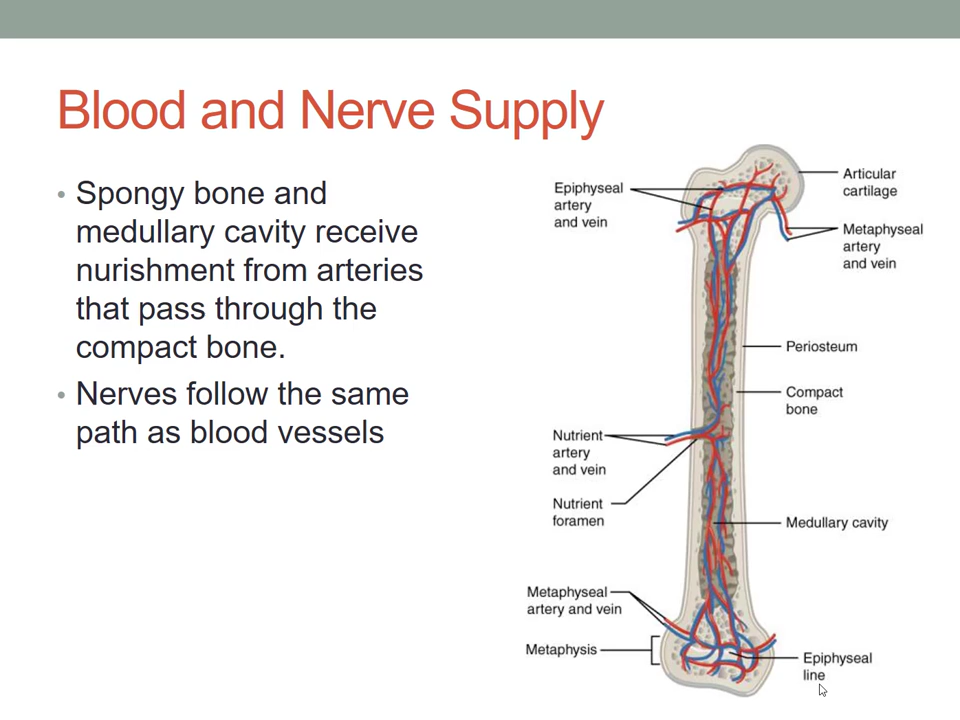 Blood and Nerve Supply
• Spongy bone and
medullary cavity receive
nurishment from arteries
that pass through the
compact bone.
• Nerves follow the same
path as blood vessels
Epiphyseal
artery
and vein
Articular
cartilage
Metaphyseal
artery
and vein
Periosteum
Compact
bone
Nutrient
artery
and vein
Nutrient
foramen
Medullary cavity
Metaphyseal
artery and vein
Metaphysis
Epiphyseal
line